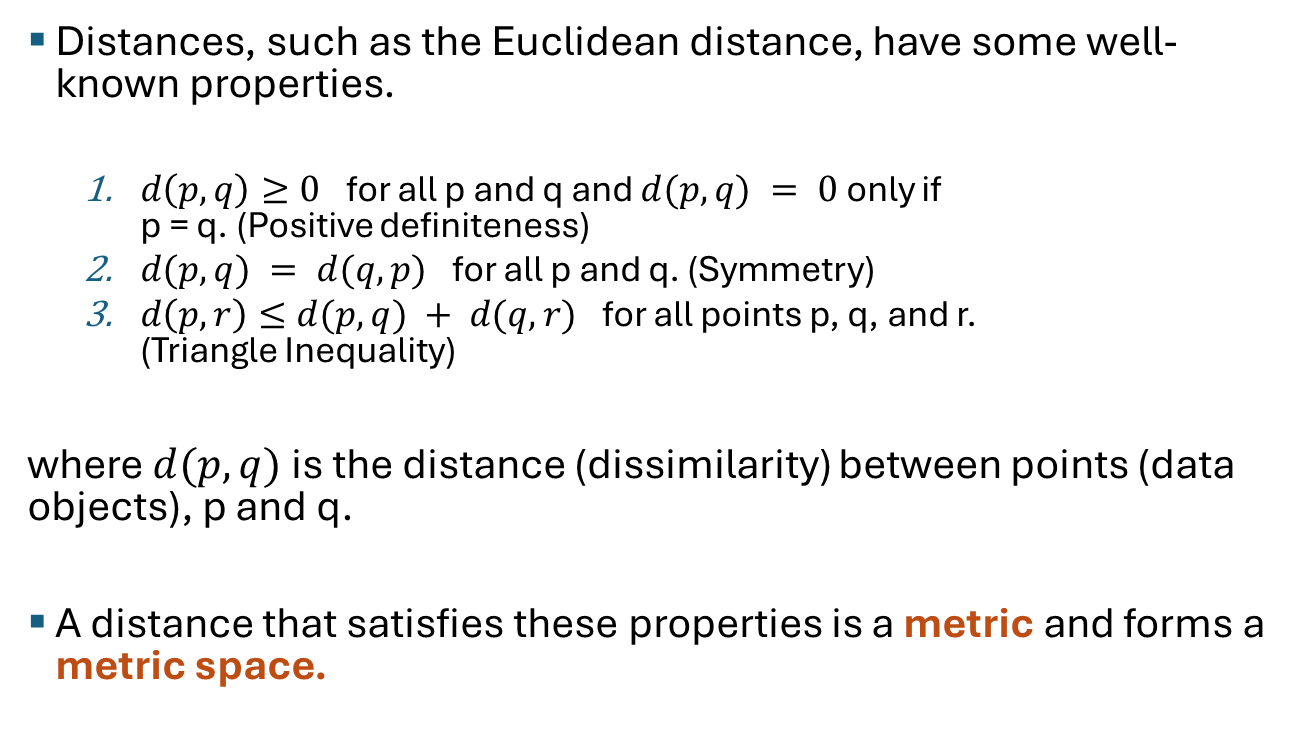 ▪ Distances, such as the Euclidean distance, have some well-
known properties.
1. d(p, q) ≥ 0 for all p and q and d(p, q) = 0 only if
p = q. (Positive definiteness)
2. d(p, q) = d(q, p) for all p and q. (Symmetry)
3. d(p, r) ≤ d(p, q) + d(q, r) for all points p, q, and r.
(Triangle Inequality)
where d(p, q) is the distance (dissimilarity) between points (data
objects), p and q.
▪ A distance that satisfies these properties is a metric and forms a
metric space.